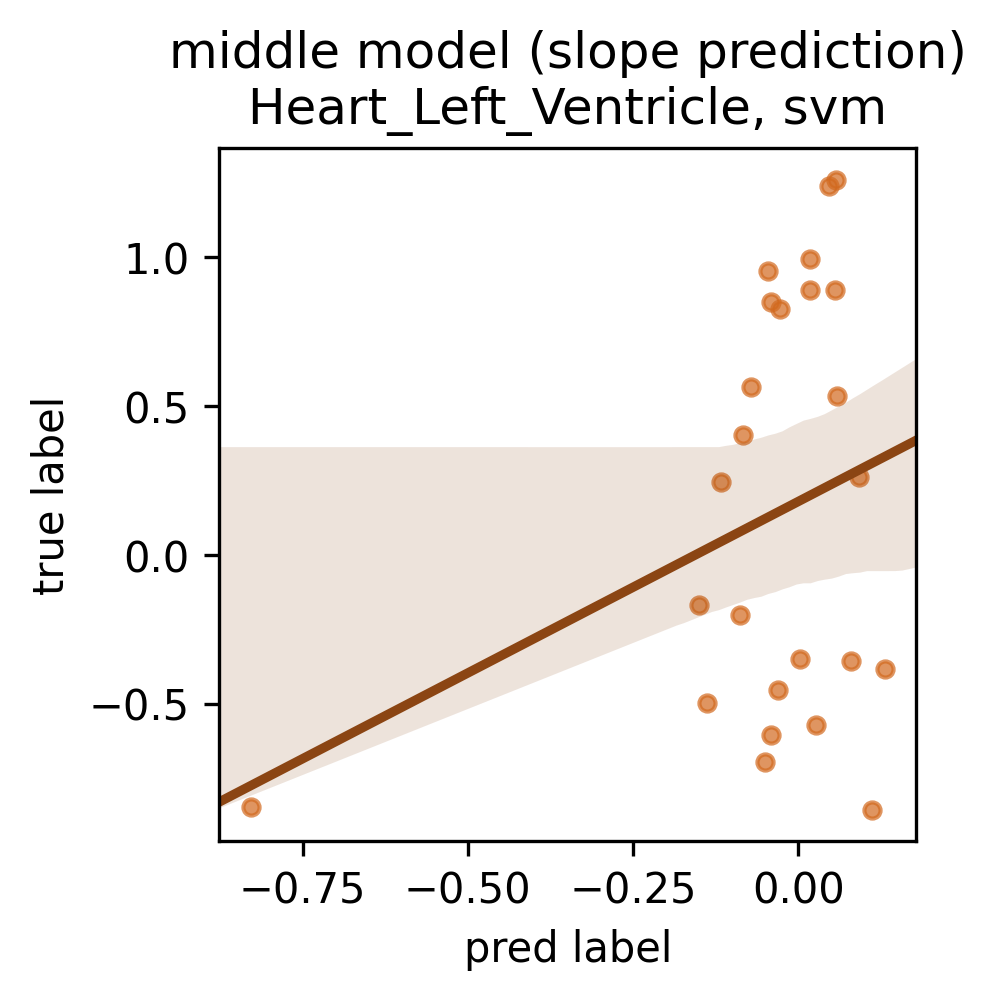 middle model (slope prediction)
Heart_Left_Ventricle, svm
1.0
0.5
0.0
−0.5
true label
−0.75
−0.50
−0.25
0.00
pred label